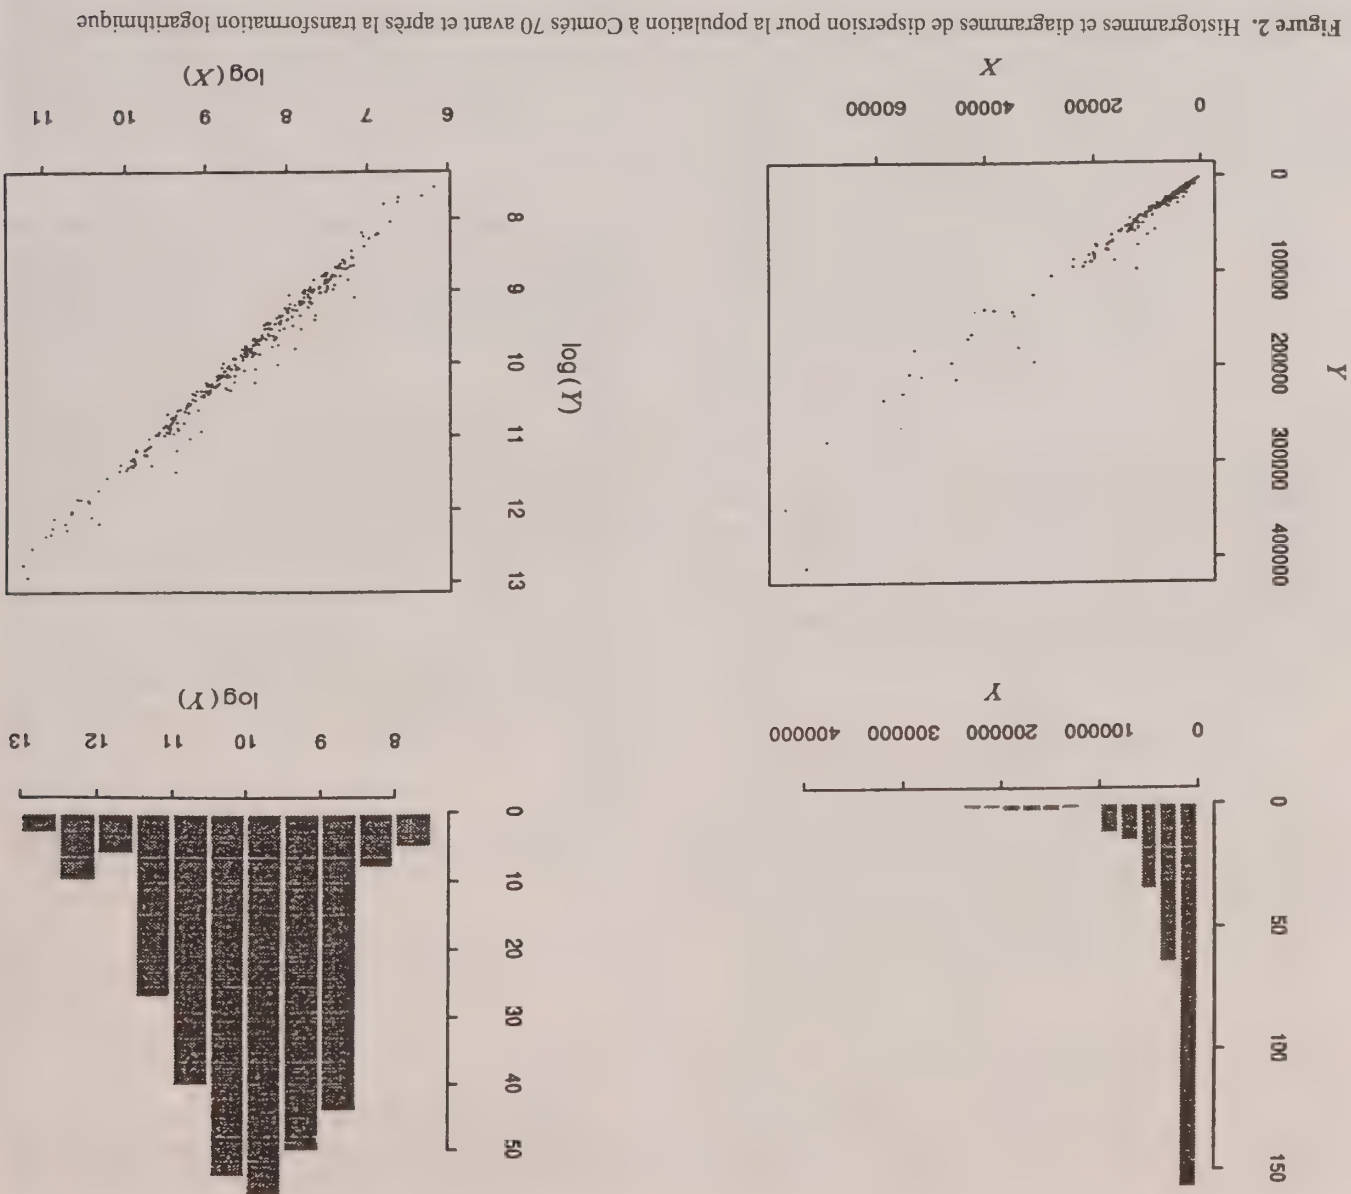 150
100
50
0
0 100000 200000 300000 400000
Y
50
40
30
20
10
0
8 9 10 11 12 13
log(Y)
Y
400000
300000
200000
100000
0
0 20000 40000 60000
X
log(Y)
13
12
11
10
9
8
6 7 8 9 10 11
log(X)
Figure 2. Histogrammes et diagrammes de dispersion pour la population à Comtés 70 avant et après la transformation logarithmique